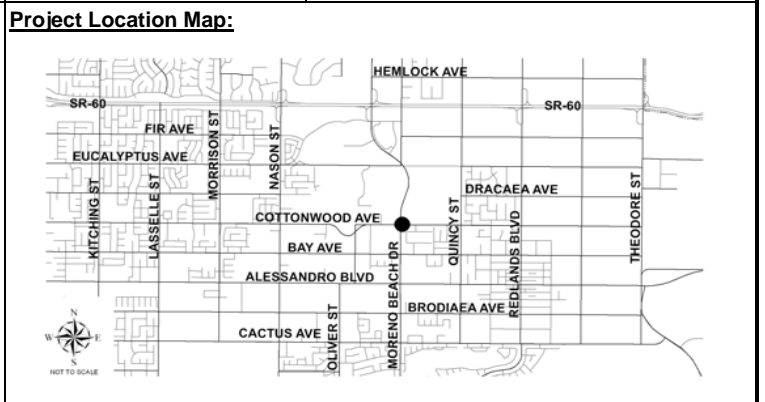 Project Location Map:
HEMLOCK AVE
SR-60
SR-60
FIR AVE
MORRISON ST
NASON ST
EUCALYPTUS AVE
KITCHING ST
LASSELLE ST
DRACAEA AVE
THEODORE ST
COTTONWOOD AVE
QUINCY ST
REDLANDS BLVD
BAY AVE
MORENO BEACH DR
ALESSANDRO BLVD
OLIVER ST
BRODIAEA AVE
CACTUS AVE
N
W
E
S
NOT TO SCALE